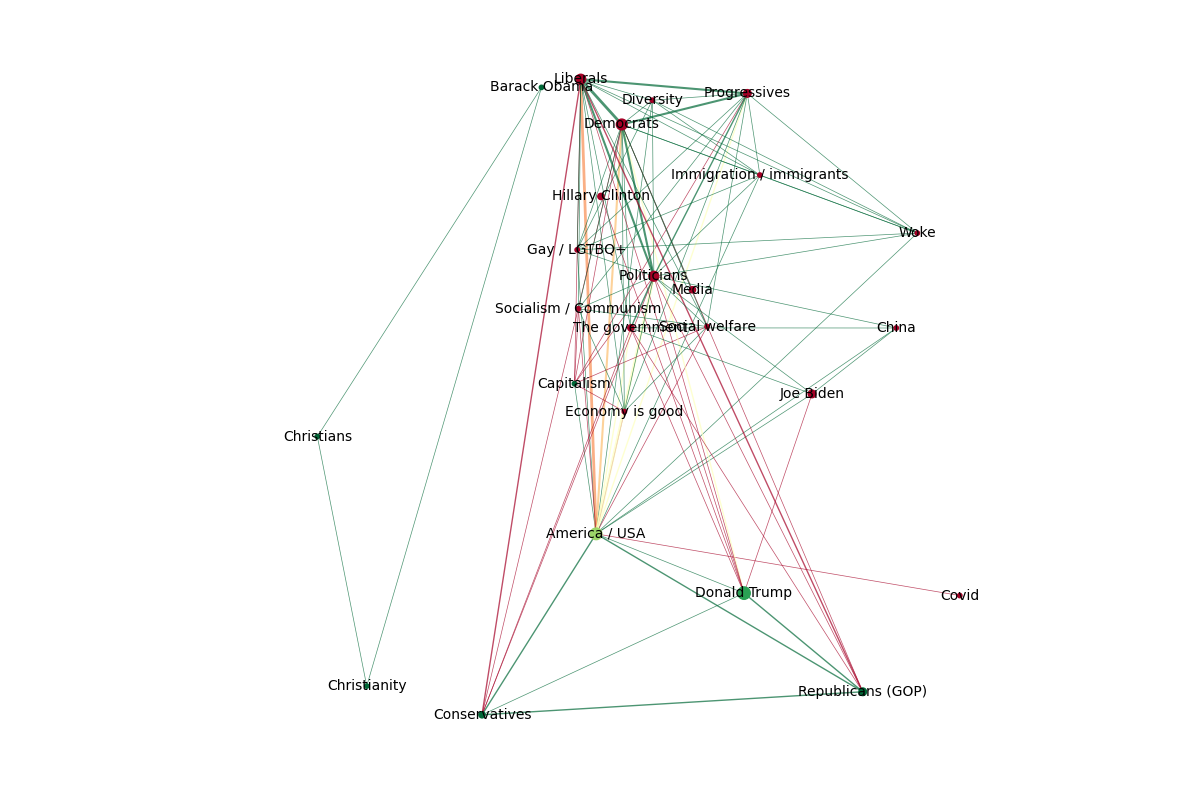 Liberals
Barack Obama
Progressives
Diversity
Democrats
Immigration / immigrants
Hillary Clinton
Woke
Gay / LGTBQ+
Politicians
Media
Socialism / Communism
The government
Social welfare
China
Capitalism
Joe Biden
Economy is good
Christians
America / USA
Donald Trump
Covid
Christianity
Republicans (GOP)
Conservatives